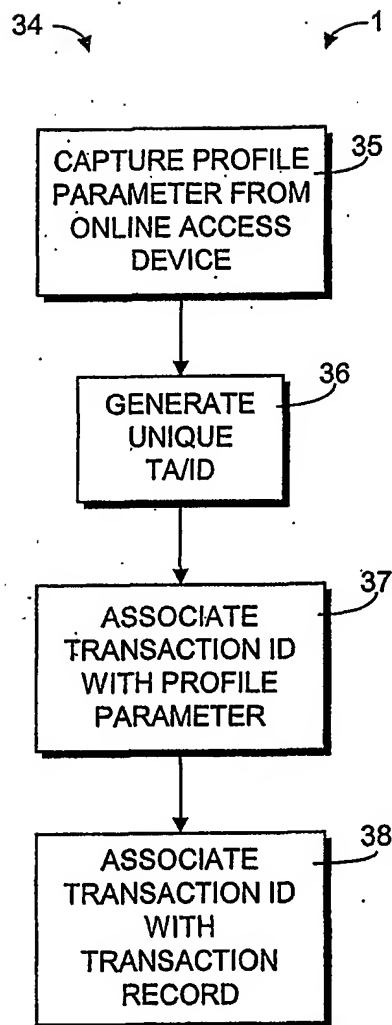 34
1
35
CAPTURE PROFILE
PARAMETER FROM
ONLINE ACCESS
DEVICE
36
GENERATE
UNIQUE
TA/ID
37
ASSOCIATE
TRANSACTION ID
WITH PROFILE
PARAMETER
38
ASSOCIATE
TRANSACTION ID
WITH
TRANSACTION
RECORD